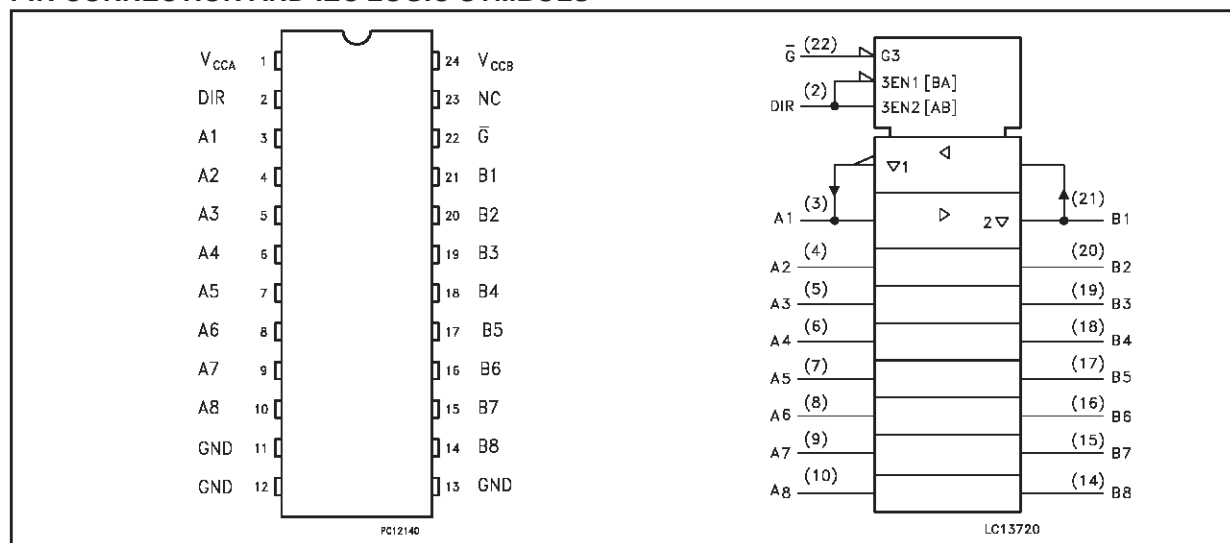 PIN CONNECTION AND IEC LOGIC SYMBOLS
VCCA 1 24 VCCB
DIR 2 23 NC
A1 3 22 G̅
A2 4 21 B1
A3 5 20 B2
A4 6 19 B3
A5 7 18 B4
A6 8 17 B5
A7 9 16 B6
A8 10 15 B7
GND 11 14 B8
GND 12 13 GND
PC12140
G̅ (22) G3
3EN1 [BA]
DIR (2) 3EN2 [AB]
▽1 ◁
A1 (3) ▷ 2▽ (21) B1
A2 (4) (20) B2
A3 (5) (19) B3
A4 (6) (18) B4
A5 (7) (17) B5
A6 (8) (16) B6
A7 (9) (15) B7
A8 (10) (14) B8
LC13720